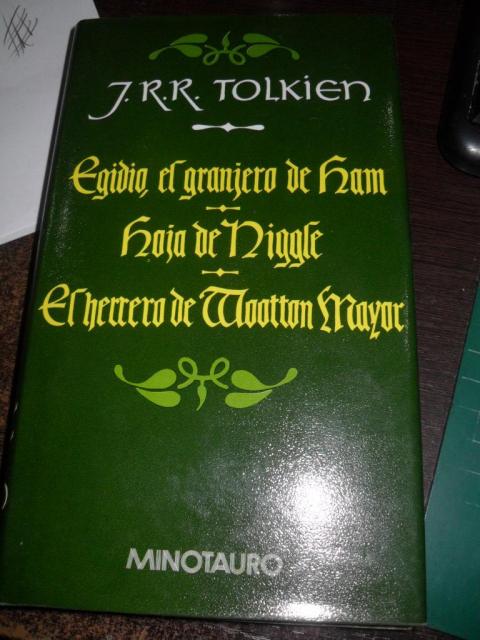 J.R.R. TOLKIEN
Egidio, el granjero de Ham
Hoja de Niggle
El herrero de Wootton Mayor
MINOTAURO